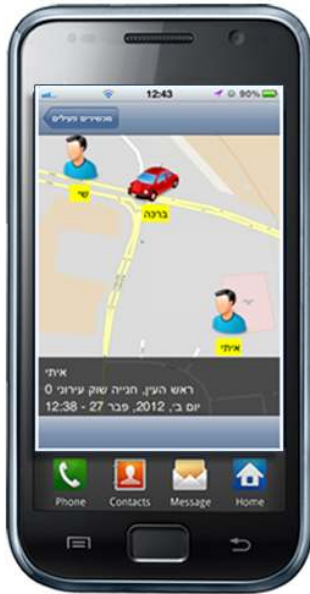 12:43
90%
מכשירים פעילים
שי
ברכה
איתי
איתי
ראש העין, חנייה שוק עירוני 0
יום ב', 2012, פבר 27 - 12:38
Phone Contacts Message Home